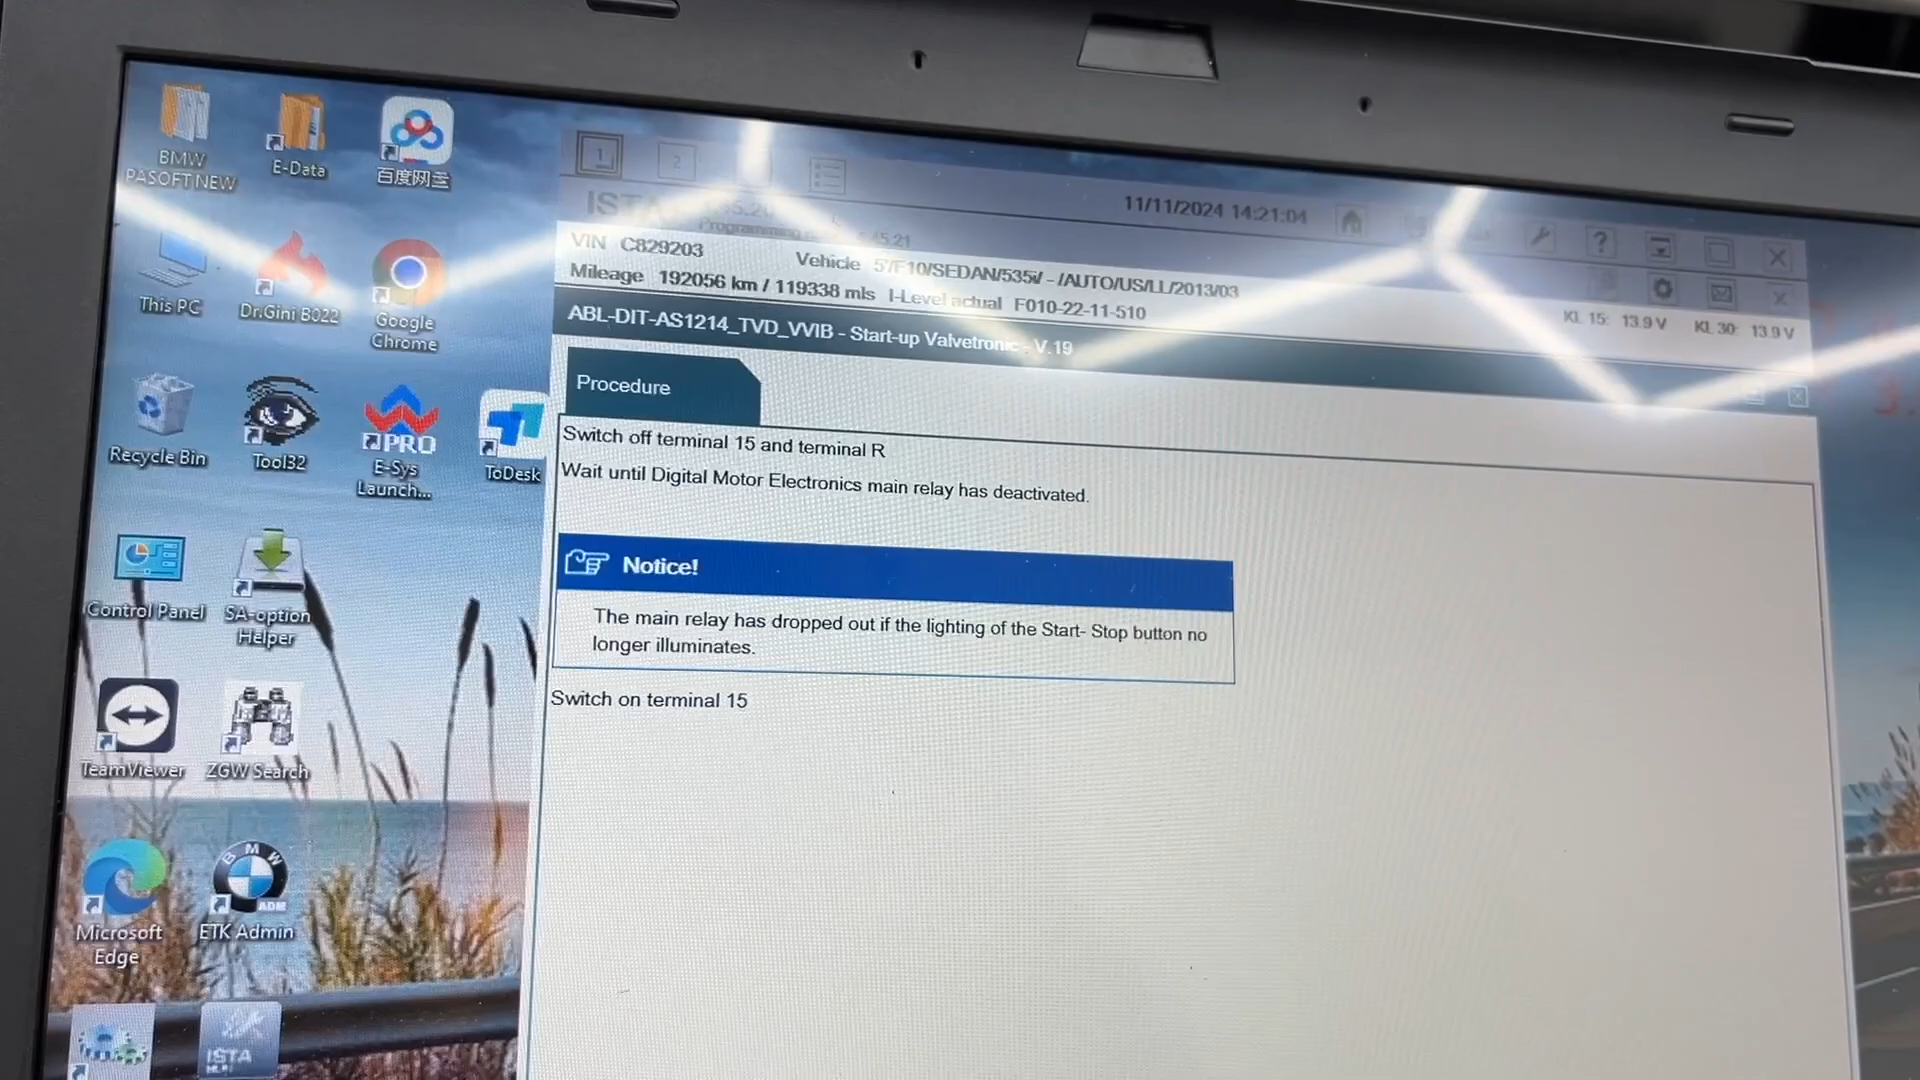 BMW
PASOFT NEW
E-Data
百度网盘
This PC
Dr.Gini B022
Google
Chrome
Recycle Bin
Tool32
PRO
E-Sys
Launch...
ToDesk
Control Panel
SA-option
Helper
TeamViewer
ZGW Search
Microsoft
Edge
BMW
ADM
ETK Admin
ISTA
1
2
ISTA
Programming
11/11/2024 14:21:04
?
VIN C829203
Vehicle 5'/F10/SEDAN/535i/ - /AUTO/US/LL/2013/03
Mileage 192056 km / 119338 mls I-Level actual F010-22-11-510
KL 15: 13.9 V KL 30: 13.9 V
ABL-DIT-AS1214_TVD_VVIB - Start-up Valvetronic - V.19
Procedure
Switch off terminal 15 and terminal R
Wait until Digital Motor Electronics main relay has deactivated.
Notice!
The main relay has dropped out if the lighting of the Start- Stop button no
longer illuminates.
Switch on terminal 15